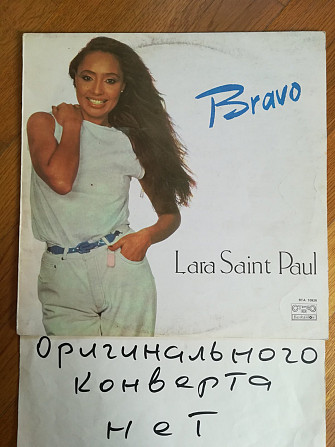 Bravo
Lara Saint Paul
Оригинального
конверта
нет